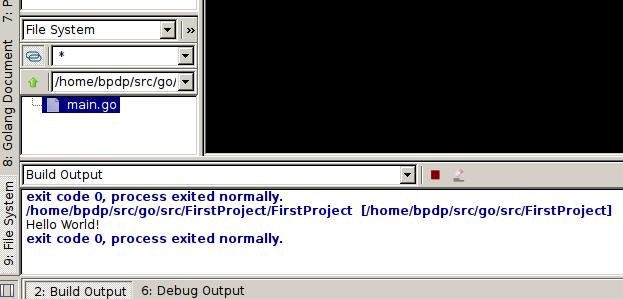 7: P
8: Golang Document
9: File System
File System
»
*
/home/bpdp/src/go/
main.go
Build Output
exit code 0, process exited normally.
/home/bpdp/src/go/src/FirstProject/FirstProject [/home/bpdp/src/go/src/FirstProject]
Hello World!
exit code 0, process exited normally.
2: Build Output
6: Debug Output